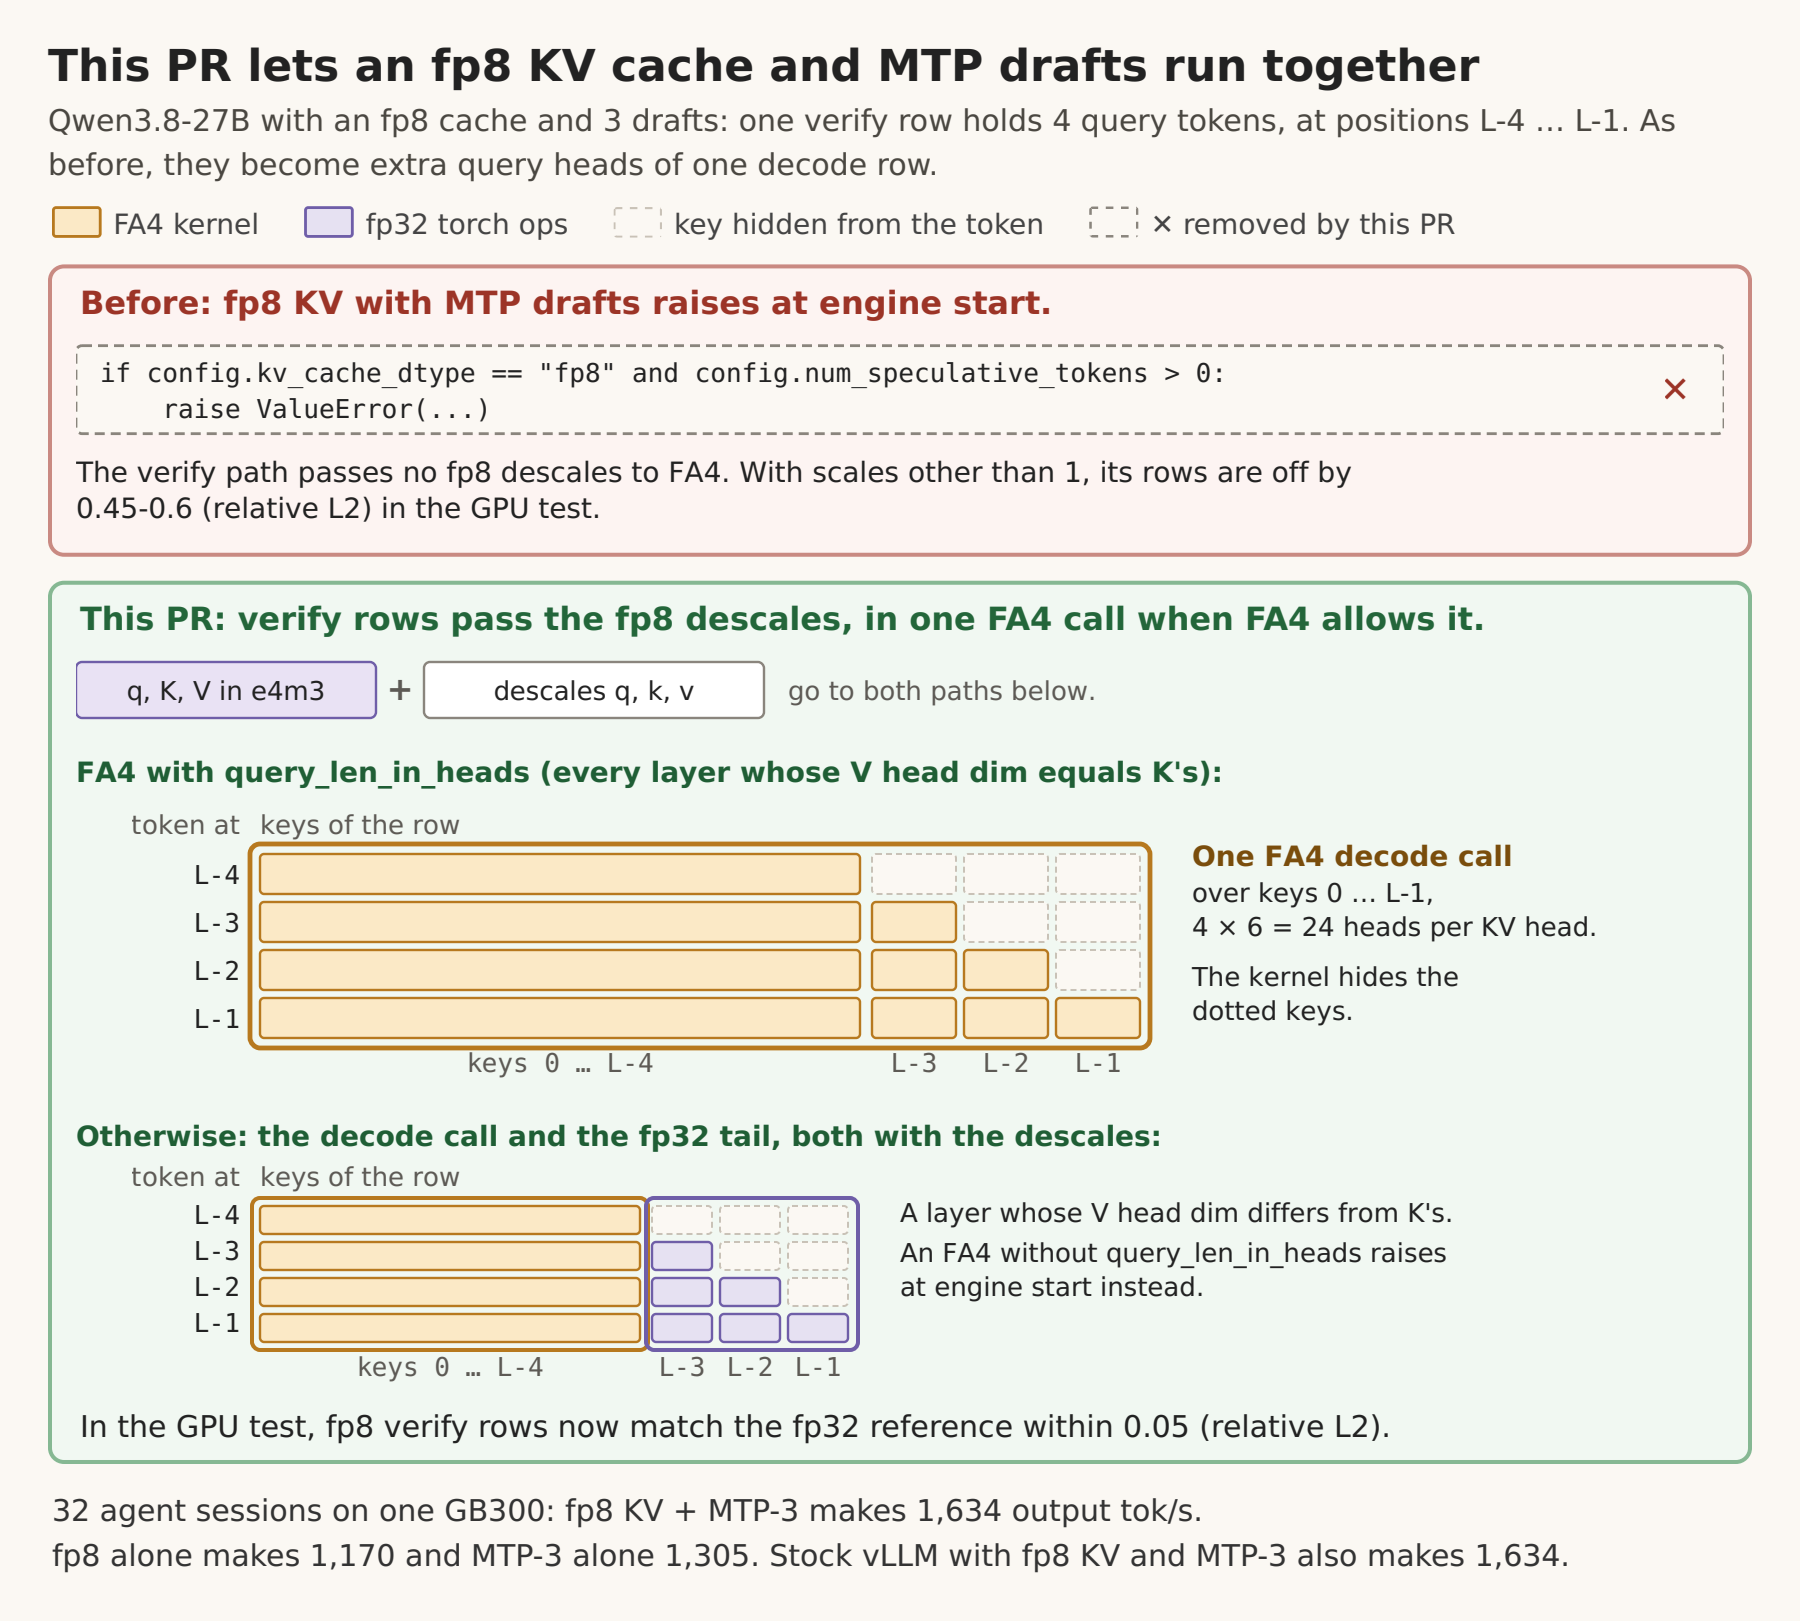 This PR lets an fp8 KV cache and MTP drafts run together
Qwen3.8-27B with an fp8 cache and 3 drafts: one verify row holds 4 query tokens, at positions L-4 … L-1. As
before, they become extra query heads of one decode row.
FA4 kernel
fp32 torch ops
key hidden from the token
✕ removed by this PR
Before: fp8 KV with MTP drafts raises at engine start.
if config.kv_cache_dtype == "fp8" and config.num_speculative_tokens > 0:
    raise ValueError(...)
✕
The verify path passes no fp8 descales to FA4. With scales other than 1, its rows are off by
0.45-0.6 (relative L2) in the GPU test.
This PR: verify rows pass the fp8 descales, in one FA4 call when FA4 allows it.
q, K, V in e4m3 + descales q, k, v go to both paths below.
FA4 with query_len_in_heads (every layer whose V head dim equals K's):
token at keys of the row
L-4
L-3
L-2
L-1
keys 0 … L-4 L-3 L-2 L-1
One FA4 decode call
over keys 0 … L-1,
4 × 6 = 24 heads per KV head.
The kernel hides the
dotted keys.
Otherwise: the decode call and the fp32 tail, both with the descales:
token at keys of the row
L-4
L-3
L-2
L-1
keys 0 … L-4 L-3 L-2 L-1
A layer whose V head dim differs from K's.
An FA4 without query_len_in_heads raises
at engine start instead.
In the GPU test, fp8 verify rows now match the fp32 reference within 0.05 (relative L2).
32 agent sessions on one GB300: fp8 KV + MTP-3 makes 1,634 output tok/s.
fp8 alone makes 1,170 and MTP-3 alone 1,305. Stock vLLM with fp8 KV and MTP-3 also makes 1,634.